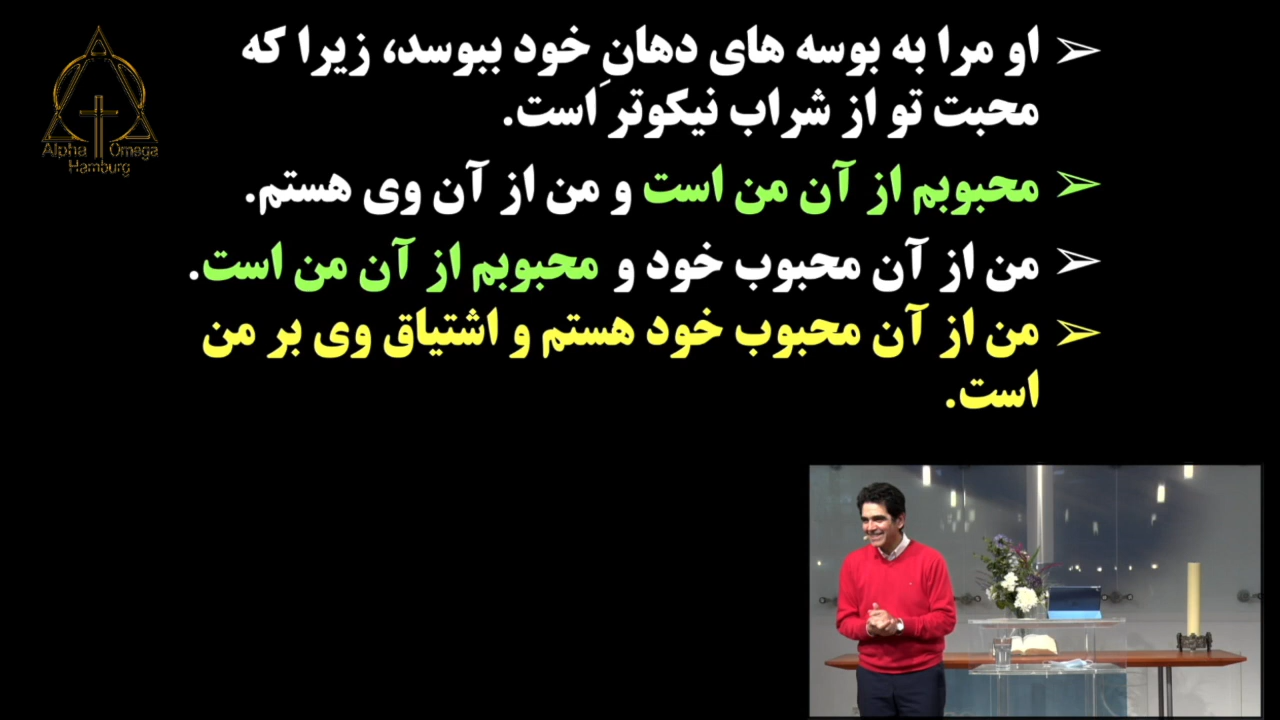 او مرا به بوسه های دهانِ خود ببوسد، زیرا که
محبت تو از شراب نیکوتر است.
محبوبم از آن من است و من از آن وی هستم.
من از آن محبوب خود و محبوبم از آن من است.
من از آن محبوب خود هستم و اشتیاق وی بر من
است.
Alpha Omega
Hamburg